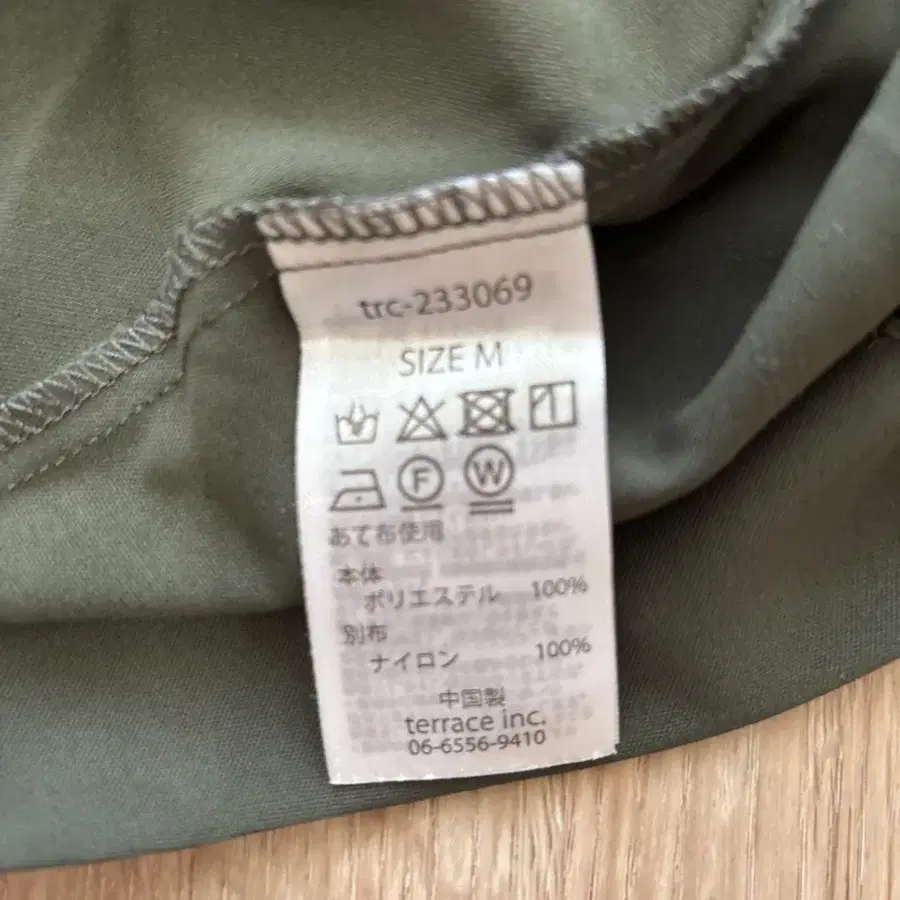 trc-233069
SIZE M
F W
あて布使用
本体
ポリエステル 100%
別布
ナイロン 100%
中国製
terrace inc.
06-6556-9410